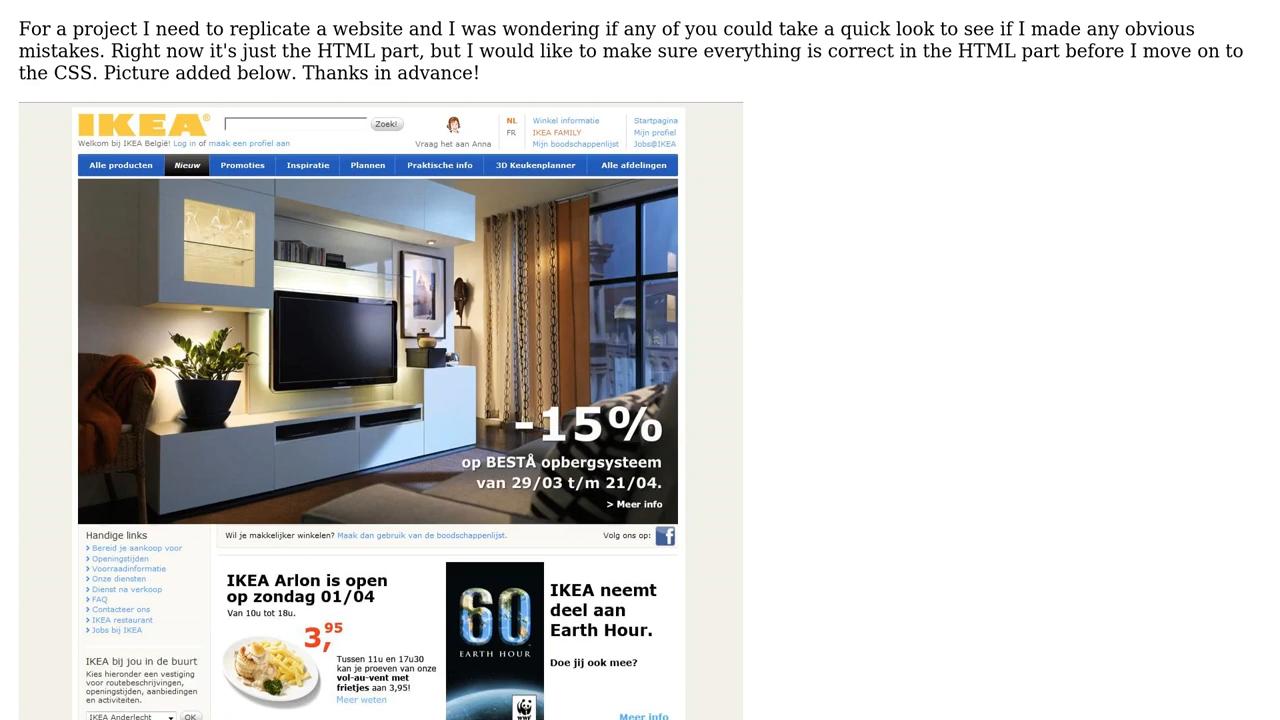 For a project I need to replicate a website and I was wondering if any of you could take a quick look to see if I made any obvious
mistakes. Right now it's just the HTML part, but I would like to make sure everything is correct in the HTML part before I move on to
the CSS. Picture added below. Thanks in advance!
IKEA®
Zoek!
Welkom bij IKEA België! Log in of maak een profiel aan
Vraag het aan Anna
NL
FR
Winkel informatie
IKEA FAMILY
Mijn boodschappenlijst
Startpagina
Mijn profiel
Jobs@IKEA
Alle producten Nieuw Promoties Inspiratie Plannen Praktische info 3D Keukenplanner Alle afdelingen
-15%
op BESTÅ opbergsysteem
van 29/03 t/m 21/04.
> Meer info
Handige links
Bereid je aankoop voor
Openingstijden
Voorraadinformatie
Onze diensten
Dienst na verkoop
FAQ
Contacteer ons
IKEA restaurant
Jobs bij IKEA
IKEA bij jou in de buurt
Kies hieronder een vestiging
voor routebeschrijvingen,
openingstijden, aanbiedingen
en activiteiten.
IKEA Anderlecht OK
Wil je makkelijker winkelen? Maak dan gebruik van de boodschappenlijst. Volg ons op: f
IKEA Arlon is open
op zondag 01/04
Van 10u tot 18u.
3,95
Tussen 11u en 17u30
kan je proeven van onze
vol-au-vent met
frietjes aan 3,95!
Meer weten
60
EARTH HOUR
WWF
IKEA neemt
deel aan
Earth Hour.
Doe jij ook mee?
Meer info